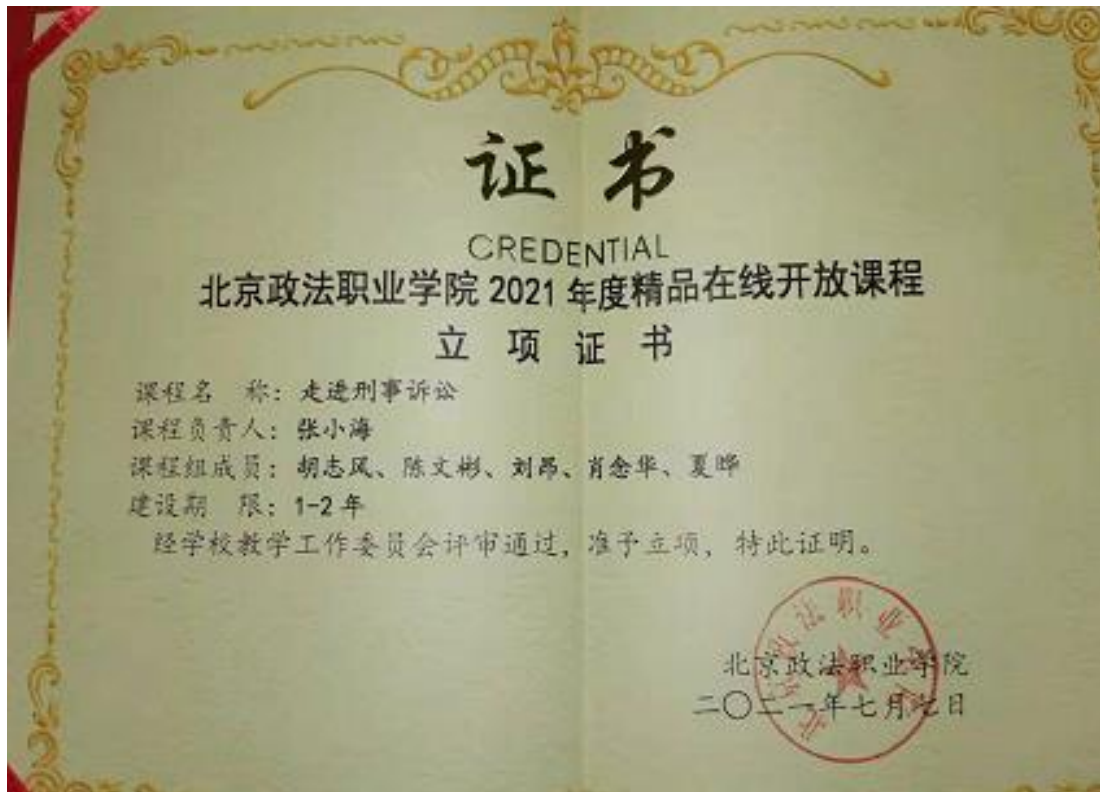 证书
CREDENTIAL
北京政法职业学院 2021 年度精品在线开放课程
立项证书
课程名 称：走进刑事诉讼
课程负责人：张小海
课程组成员：胡志风、陈文彬、刘昂、肖念华、夏晔
建设期 限：1-2 年
经学校教学工作委员会评审通过，准予立项，特此证明。
北京政法职业学院
二〇二一年七月七日